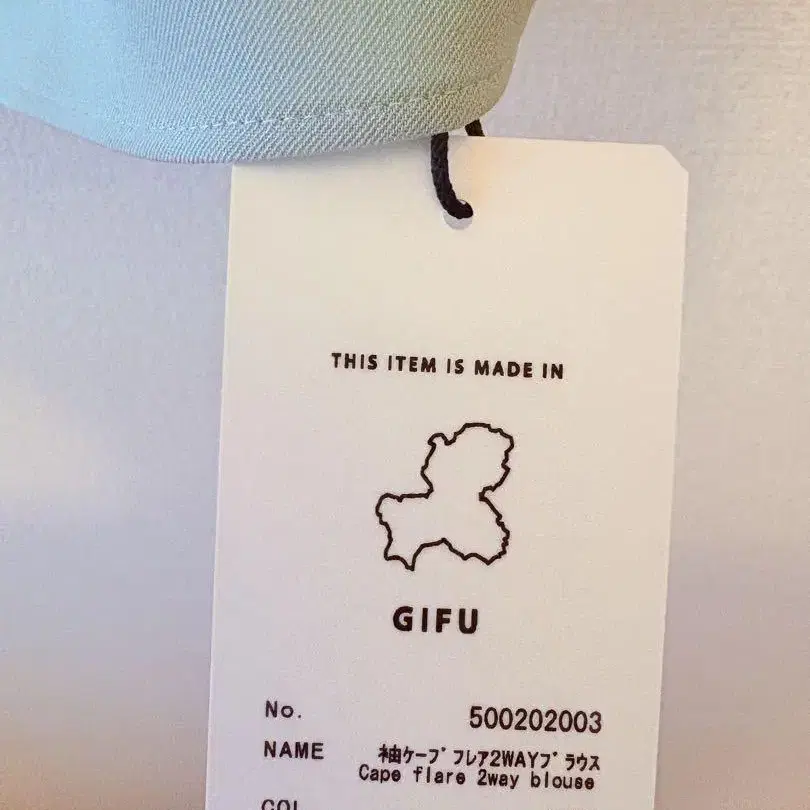 THIS ITEM IS MADE IN
GIFU
No. 500202003
NAME 袖ケープ フレア2WAYブ ラウス
Cape flare 2way blouse
COL